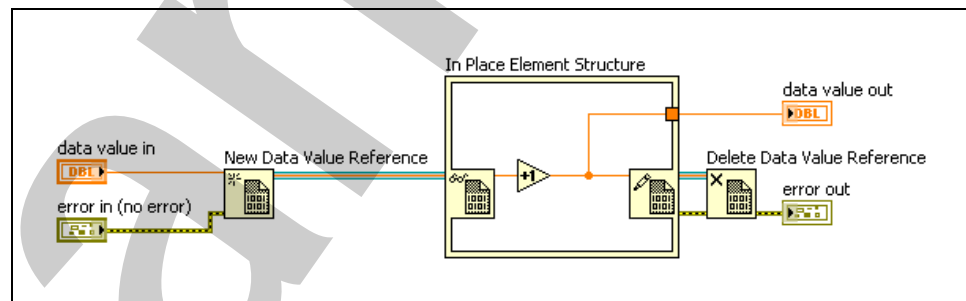 In Place Element Structure
data value out
DBL
data value in
DBL
New Data Value Reference
+1
Delete Data Value Reference
error in (no error)
error out